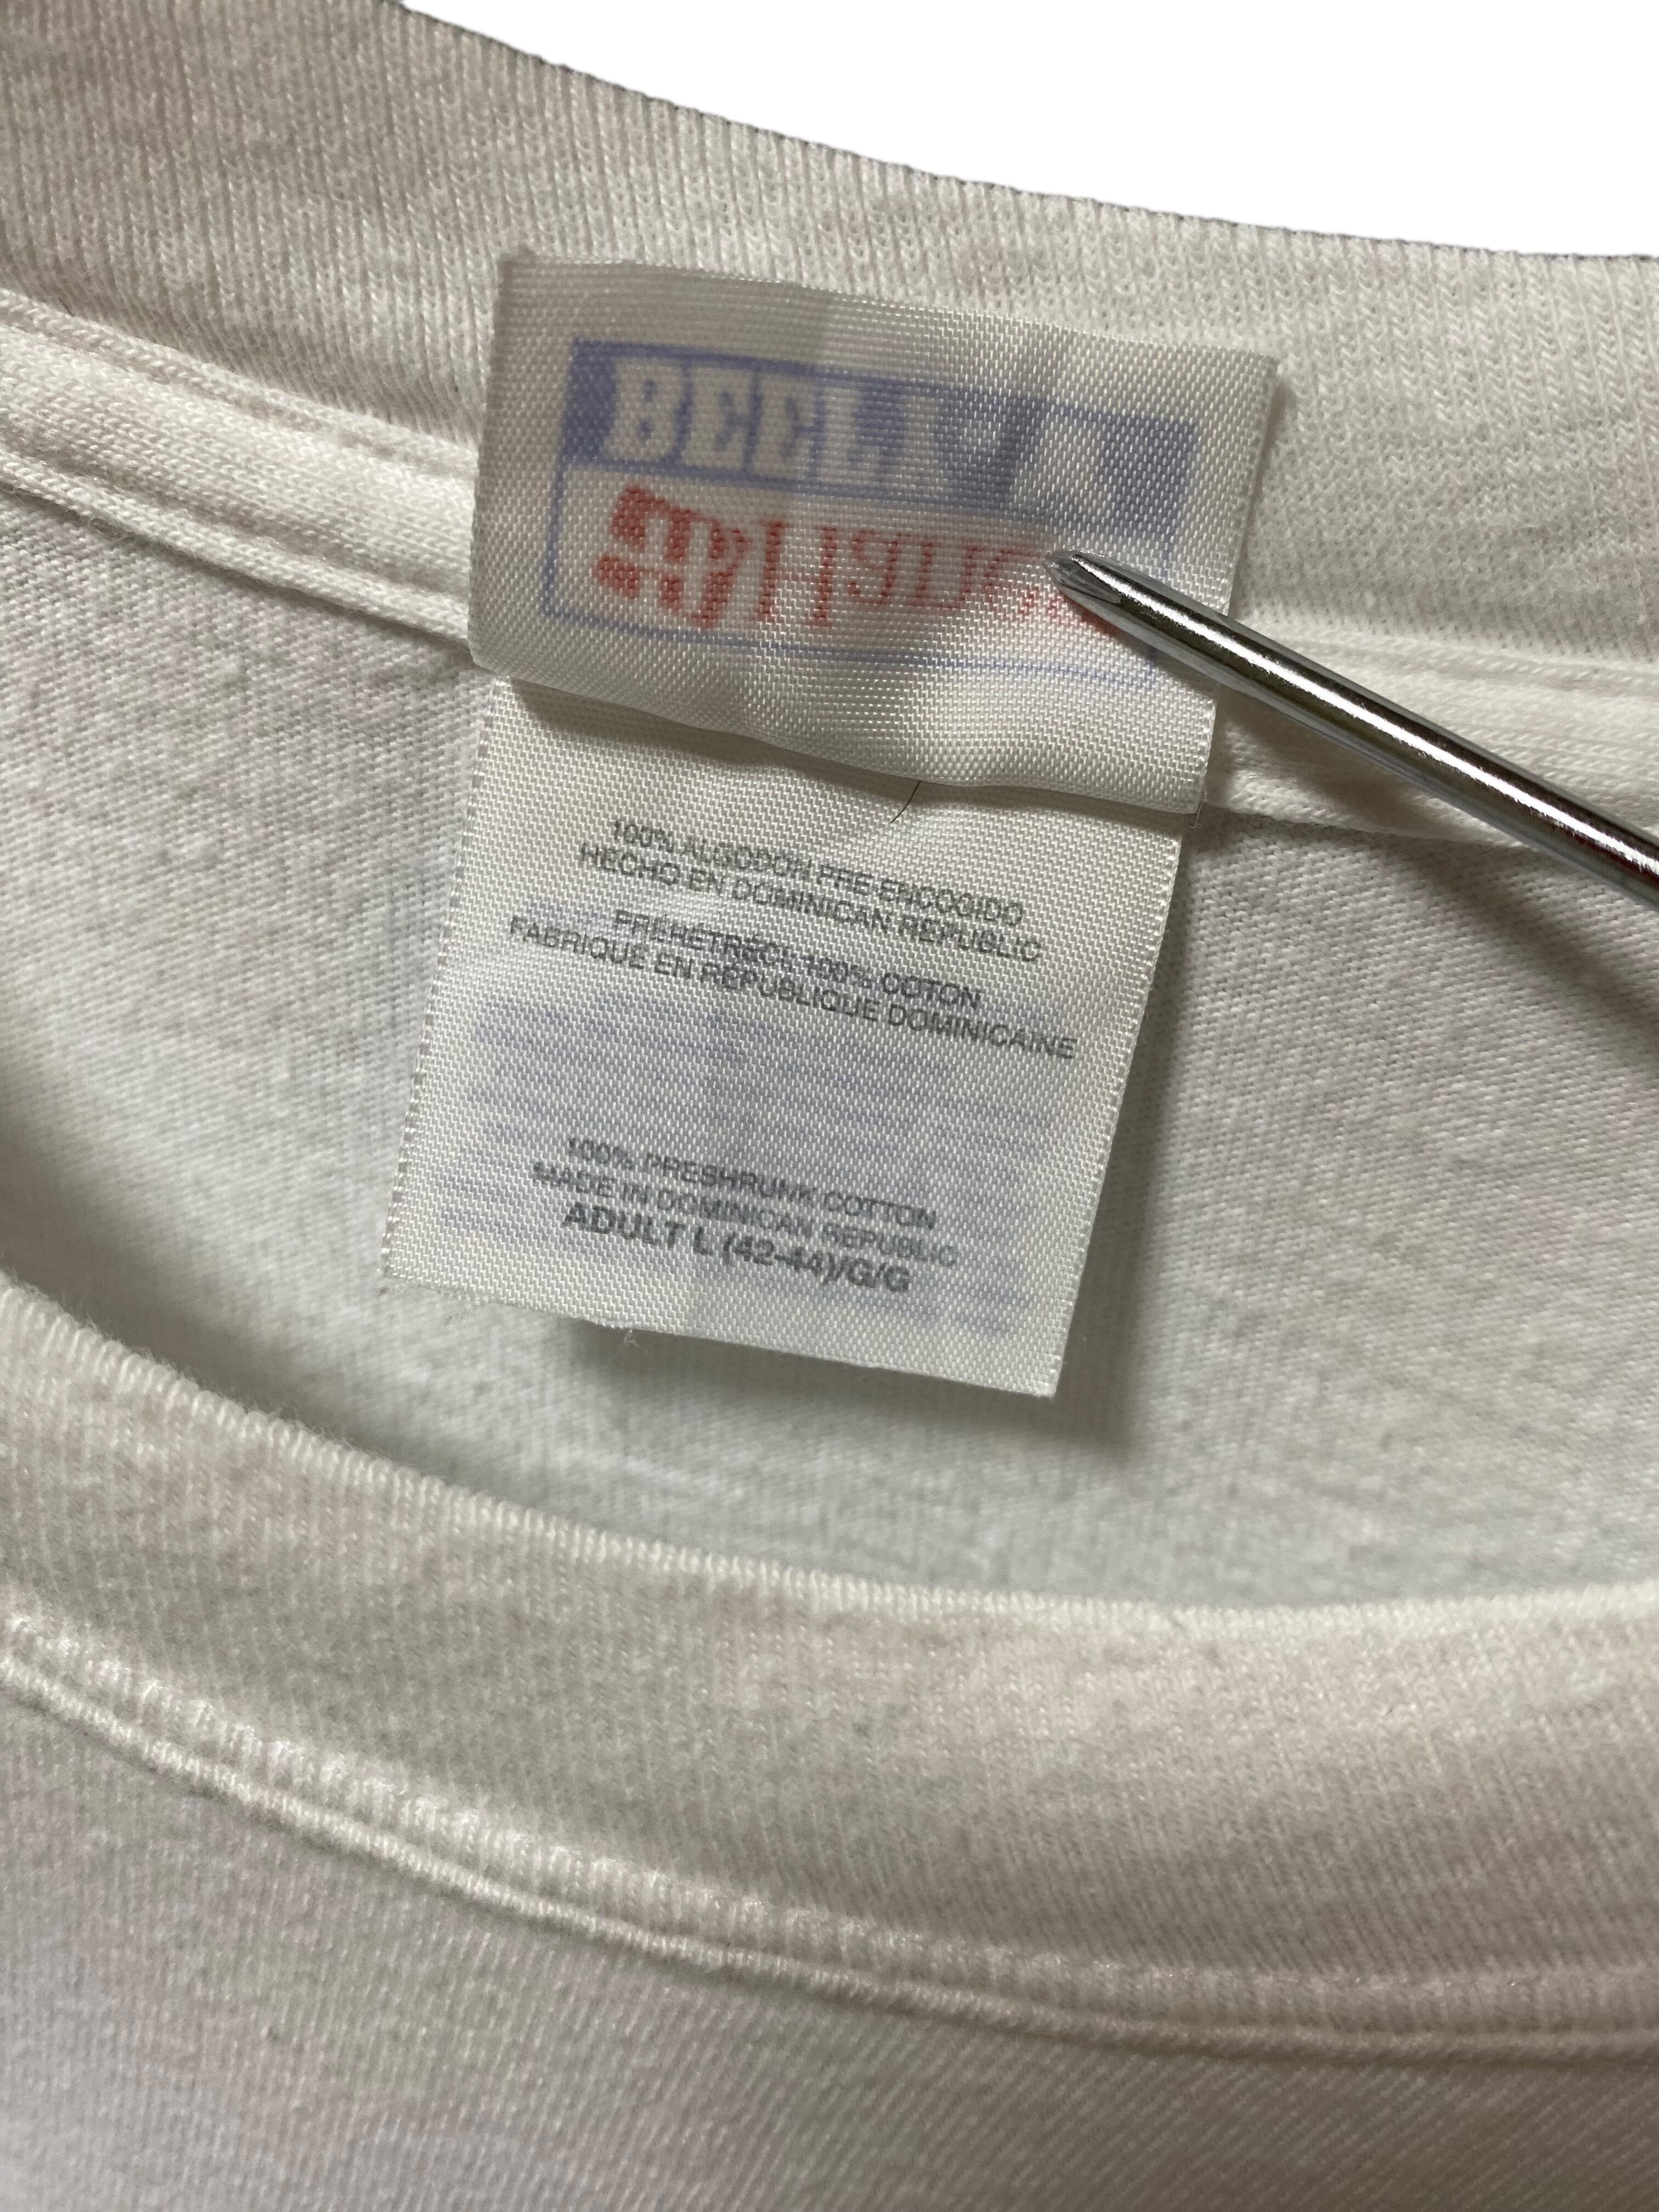 100% ALGODON PRE-ENCOGIDO
HECHO EN DOMINICAN REPUBLIC
PRÉRÉTRÉCI, 100% COTON
FABRIQUÉ EN RÉPUBLIQUE DOMINICAINE
100% PRESHRUNK COTTON
MADE IN DOMINICAN REPUBLIC
ADULT L (42-44)/G/G